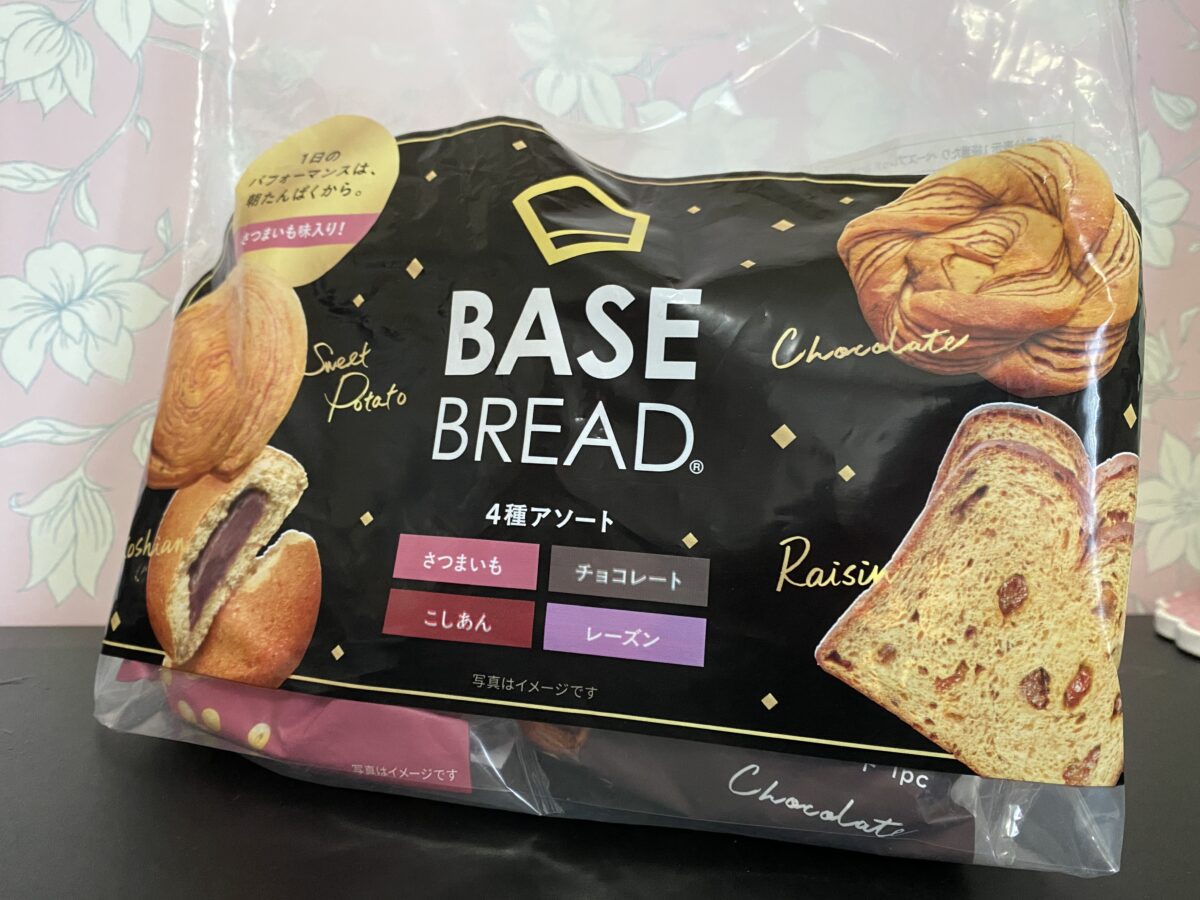 1日の
パフォーマンスは、
朝たんぱくから。
さつまいも味入り!
BASE
BREAD®
Sweet
Potato
Chocolate
oshian
Raisin
4種アソート
さつまいも
チョコレート
こしあん
レーズン
写真はイメージです
写真はイメージです
1pc
Chocolate